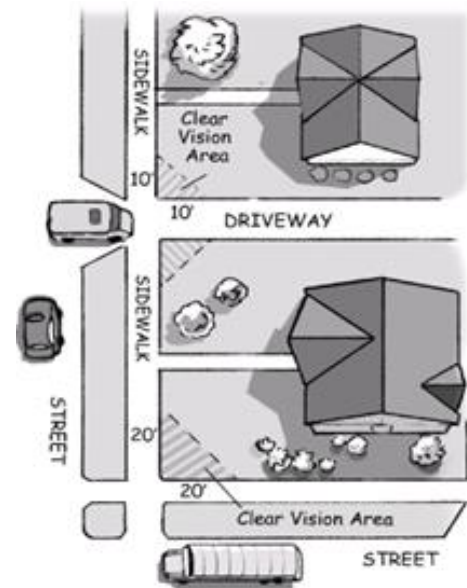 SIDEWALK
Clear
Vision
Area
10'
10'
DRIVEWAY
SIDEWALK
STREET
20'
20'
Clear Vision Area
STREET